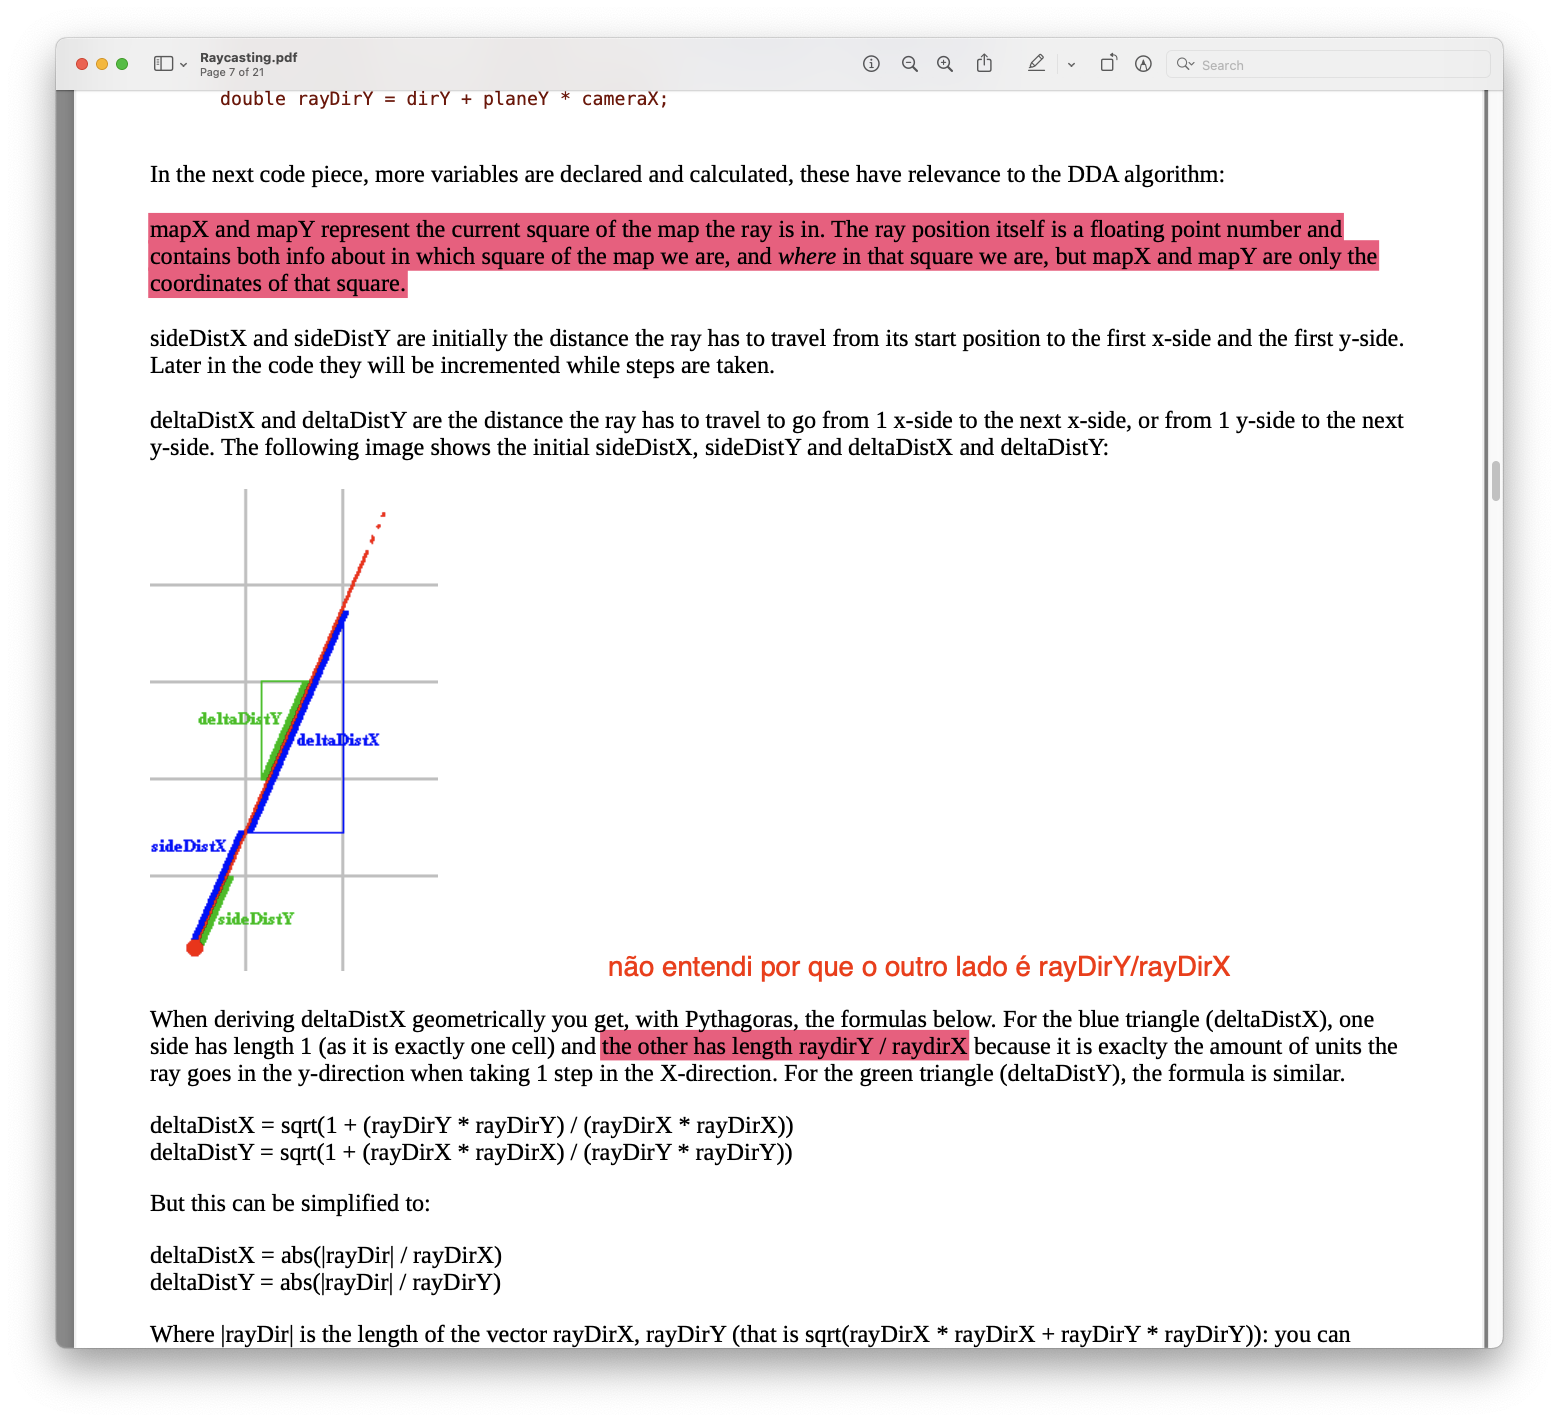 Raycasting.pdf
Page 7 of 21
Search
double rayDirY = dirY + planeY * cameraX;
In the next code piece, more variables are declared and calculated, these have relevance to the DDA algorithm:
mapX and mapY represent the current square of the map the ray is in. The ray position itself is a floating point number and
contains both info about in which square of the map we are, and where in that square we are, but mapX and mapY are only the
coordinates of that square.
sideDistX and sideDistY are initially the distance the ray has to travel from its start position to the first x-side and the first y-side.
Later in the code they will be incremented while steps are taken.
deltaDistX and deltaDistY are the distance the ray has to travel to go from 1 x-side to the next x-side, or from 1 y-side to the next
y-side. The following image shows the initial sideDistX, sideDistY and deltaDistX and deltaDistY:
deltaDistY
deltaDistX
sideDistX
sideDistY
não entendi por que o outro lado é rayDirY/rayDirX
When deriving deltaDistX geometrically you get, with Pythagoras, the formulas below. For the blue triangle (deltaDistX), one
side has length 1 (as it is exactly one cell) and the other has length raydirY / raydirX because it is exaclty the amount of units the
ray goes in the y-direction when taking 1 step in the X-direction. For the green triangle (deltaDistY), the formula is similar.
deltaDistX = sqrt(1 + (rayDirY * rayDirY) / (rayDirX * rayDirX))
deltaDistY = sqrt(1 + (rayDirX * rayDirX) / (rayDirY * rayDirY))
But this can be simplified to:
deltaDistX = abs(|rayDir| / rayDirX)
deltaDistY = abs(|rayDir| / rayDirY)
Where |rayDir| is the length of the vector rayDirX, rayDirY (that is sqrt(rayDirX * rayDirX + rayDirY * rayDirY)): you can